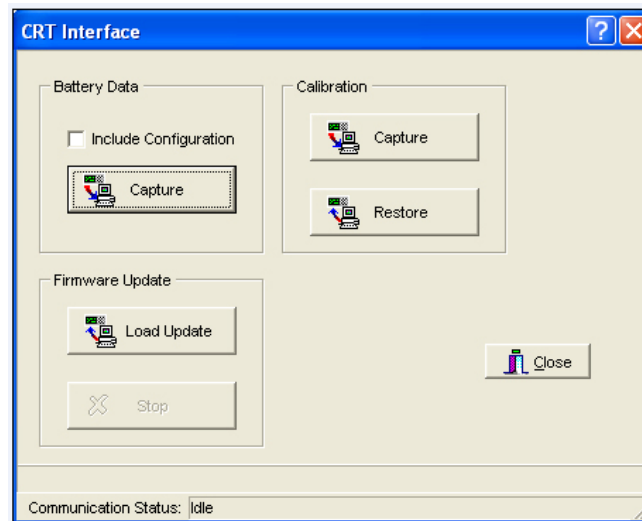 CRT Interface
Battery Data
Include Configuration
Capture
Calibration
Capture
Restore
Firmware Update
Load Update
Stop
Close
Communication Status: Idle